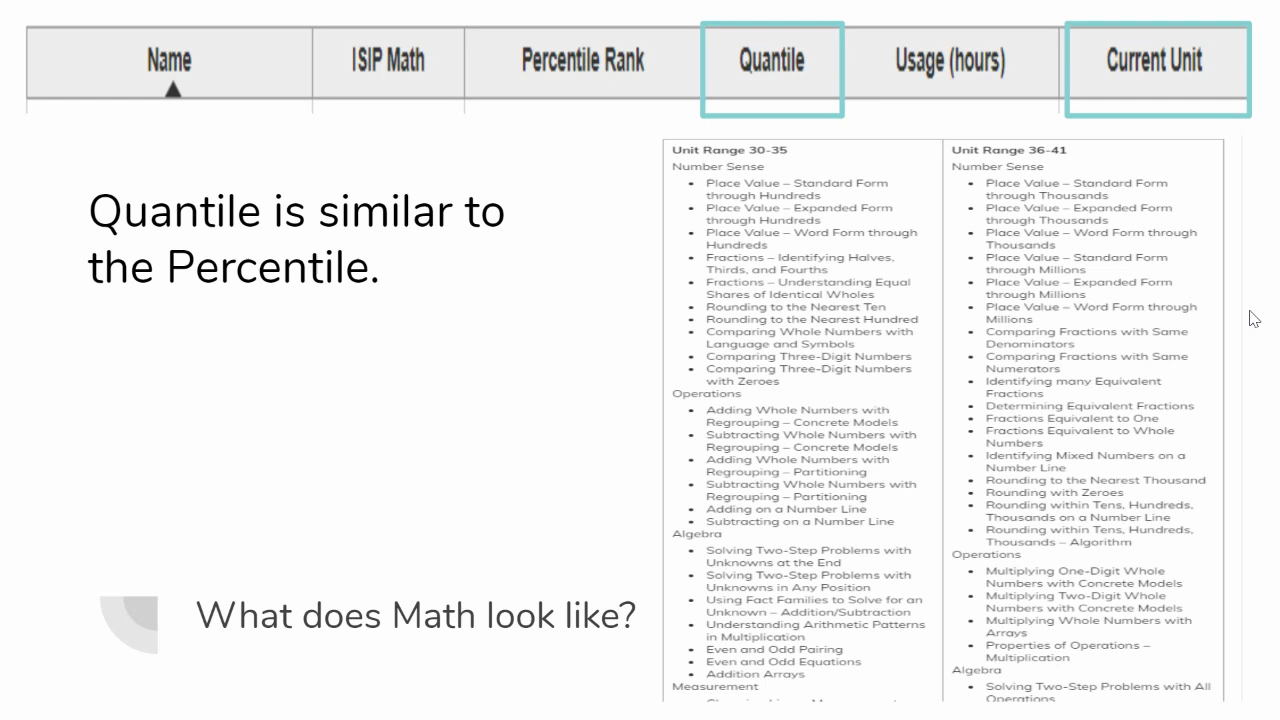 Name ISIP Math Percentile Rank Quantile Usage (hours) Current Unit
Quantile is similar to
the Percentile.
What does Math look like?
Unit Range 30-35
Number Sense
• Place Value – Standard Form
through Hundreds
• Place Value – Expanded Form
through Hundreds
• Place Value – Word Form through
Hundreds
• Fractions – Identifying Halves,
Thirds, and Fourths
• Fractions – Understanding Equal
Shares of Identical Wholes
• Rounding to the Nearest Ten
• Rounding to the Nearest Hundred
• Comparing Whole Numbers with
Language and Symbols
• Comparing Three-Digit Numbers
• Comparing Three-Digit Numbers
with Zeroes
Operations
• Adding Whole Numbers with
Regrouping – Concrete Models
• Subtracting Whole Numbers with
Regrouping – Concrete Models
• Adding Whole Numbers with
Regrouping – Partitioning
• Subtracting Whole Numbers with
Regrouping – Partitioning
• Adding on a Number Line
• Subtracting on a Number Line
Algebra
• Solving Two-Step Problems with
Unknowns at the End
• Solving Two-Step Problems with
Unknowns in Any Position
• Using Fact Families to Solve for an
Unknown – Addition/Subtraction
• Understanding Arithmetic Patterns
in Multiplication
• Even and Odd Pairing
• Even and Odd Equations
• Addition Arrays
Measurement
Unit Range 36-41
Number Sense
• Place Value – Standard Form
through Thousands
• Place Value – Expanded Form
through Thousands
• Place Value – Word Form through
Thousands
• Place Value – Standard Form
through Millions
• Place Value – Expanded Form
through Millions
• Place Value – Word Form through
Millions
• Comparing Fractions with Same
Denominators
• Comparing Fractions with Same
Numerators
• Identifying many Equivalent
Fractions
• Determining Equivalent Fractions
• Fractions Equivalent to One
• Fractions Equivalent to Whole
Numbers
• Identifying Mixed Numbers on a
Number Line
• Rounding to the Nearest Thousand
• Rounding with Zeroes
• Rounding within Tens, Hundreds,
Thousands on a Number Line
• Rounding within Tens, Hundreds,
Thousands – Algorithm
Operations
• Multiplying One-Digit Whole
Numbers with Concrete Models
• Multiplying Two-Digit Whole
Numbers with Concrete Models
• Multiplying Whole Numbers with
Arrays
• Properties of Operations –
Multiplication
Algebra
• Solving Two-Step Problems with All
Operations